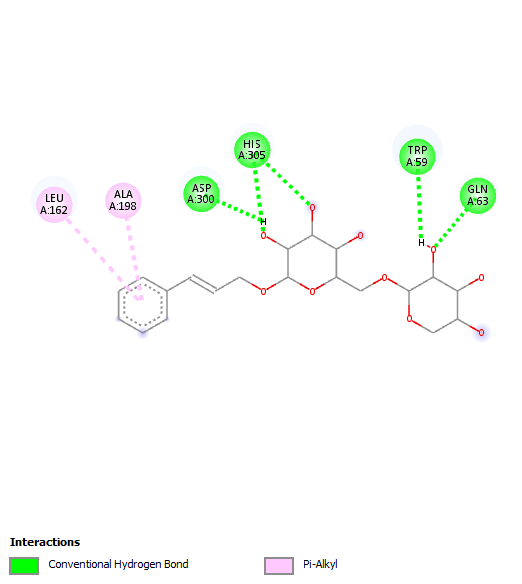 HIS
A:305
TRP
A:59
ASP
A:300
GLN
A:63
LEU
A:162
ALA
A:198
H
O
O
O
H
O
O
O
O
O
O
O
Interactions
Conventional Hydrogen Bond
Pi-Alkyl